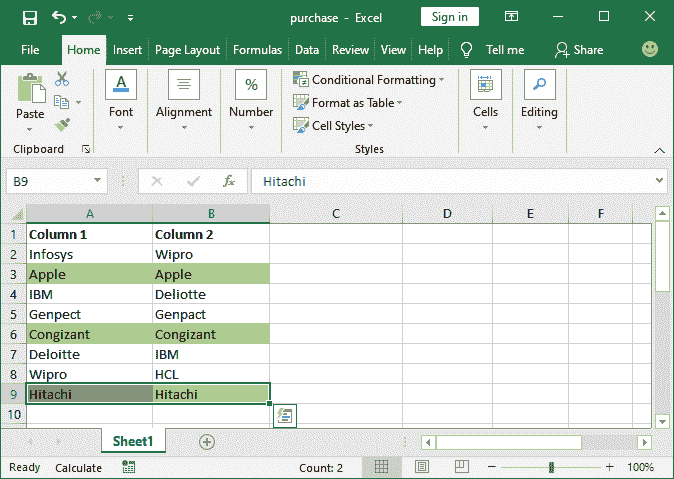 purchase - Excel
Sign in
File Home Insert Page Layout Formulas Data Review View Help Tell me Share
Paste
Clipboard
Font
Alignment
%
Number
Conditional Formatting
Format as Table
Cell Styles
Styles
Cells
Editing
B9 fx Hitachi
A B C D E F
1 Column 1 Column 2
2 Infosys Wipro
3 Apple Apple
4 IBM Deliotte
5 Genpect Genpact
6 Congizant Congizant
7 Deloitte IBM
8 Wipro HCL
9 Hitachi Hitachi
10
Sheet1
Ready Calculate Count: 2 100%